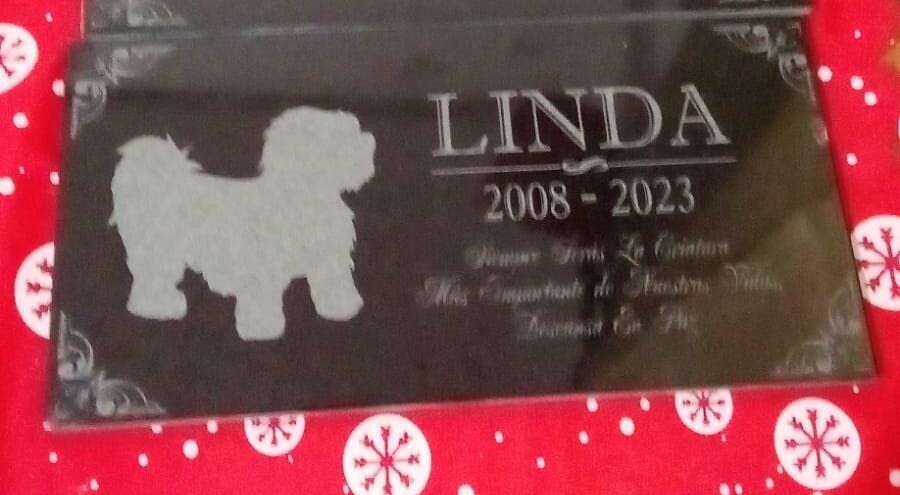 LINDA
2008 - 2023
Siempre Serás La Criatura
Más Importante de Nuestras Vidas
Descansa En Paz